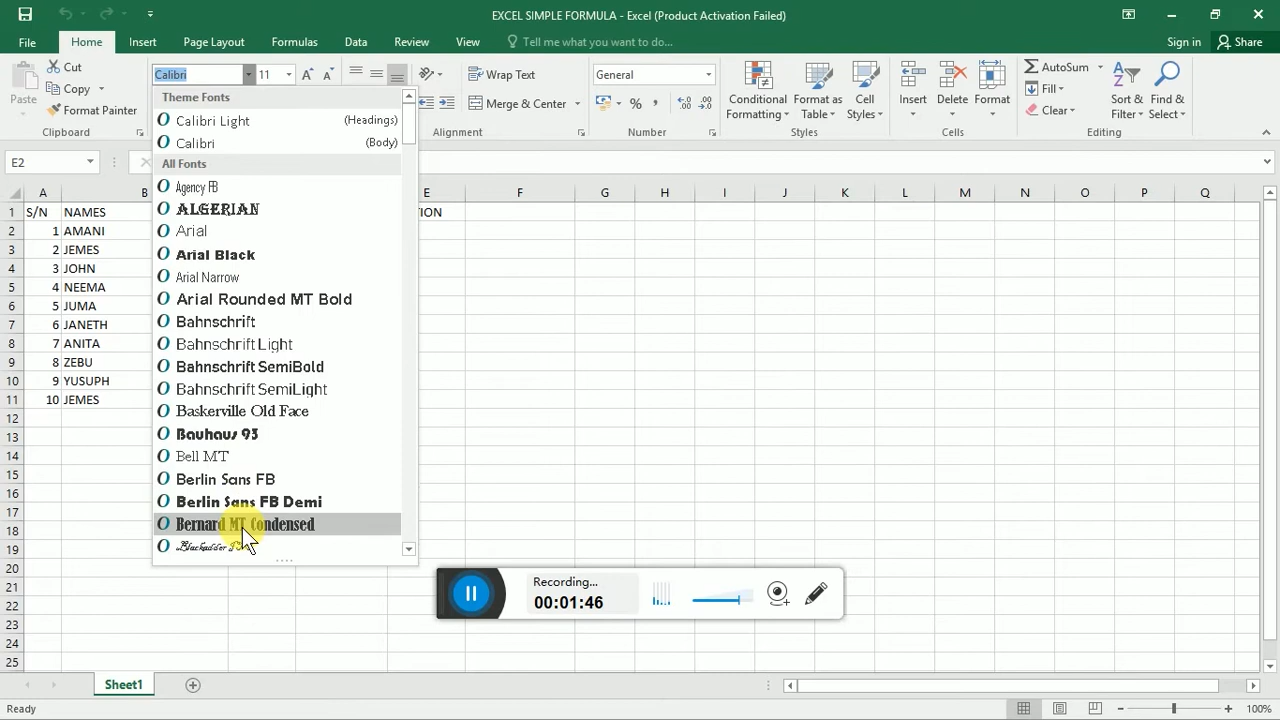 EXCEL SIMPLE FORMULA - Excel (Product Activation Failed)
File Home Insert Page Layout Formulas Data Review View Tell me what you want to do... Sign in Share
Paste
Cut
Copy
Format Painter
Clipboard
Calibri 11
Wrap Text
Merge & Center
Alignment
General
% ,
Number
Conditional Formatting
Format as Table
Cell Styles
Styles
Insert
Delete
Format
Cells
AutoSum
Fill
Clear
Sort & Filter
Find & Select
Editing
E2
Theme Fonts
Calibri Light (Headings)
Calibri (Body)
All Fonts
Agency FB
ALGERIAN
Arial
Arial Black
Arial Narrow
Arial Rounded MT Bold
Bahnschrift
Bahnschrift Light
Bahnschrift SemiBold
Bahnschrift SemiLight
Baskerville Old Face
Bauhaus 93
Bell MT
Berlin Sans FB
Berlin Sans FB Demi
Bernard MT Condensed
Blackadder
A B E F G H I J K L M N O P Q
1 S/N NAMES TION
2 1 AMANI
3 2 JEMES
4 3 JOHN
5 4 NEEMA
6 5 JUMA
7 6 JANETH
8 7 ANITA
9 8 ZEBU
10 9 YUSUPH
11 10 JEMES
12
13
14
15
16
17
18
19
20
21
22
23
24
25
Recording...
00:01:46
Sheet1
Ready 100%